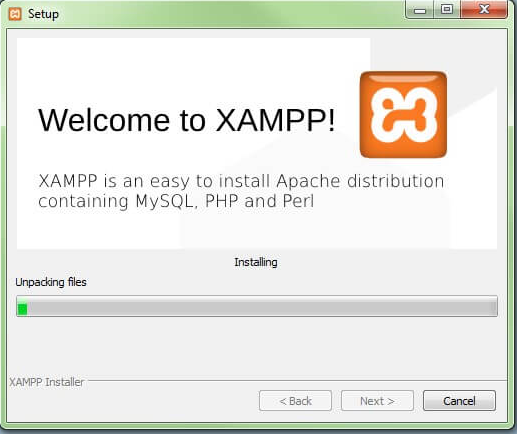 Setup
Welcome to XAMPP!
XAMPP is an easy to install Apache distribution
containing MySQL, PHP and Perl
Installing
Unpacking files
XAMPP Installer
< Back
Next >
Cancel